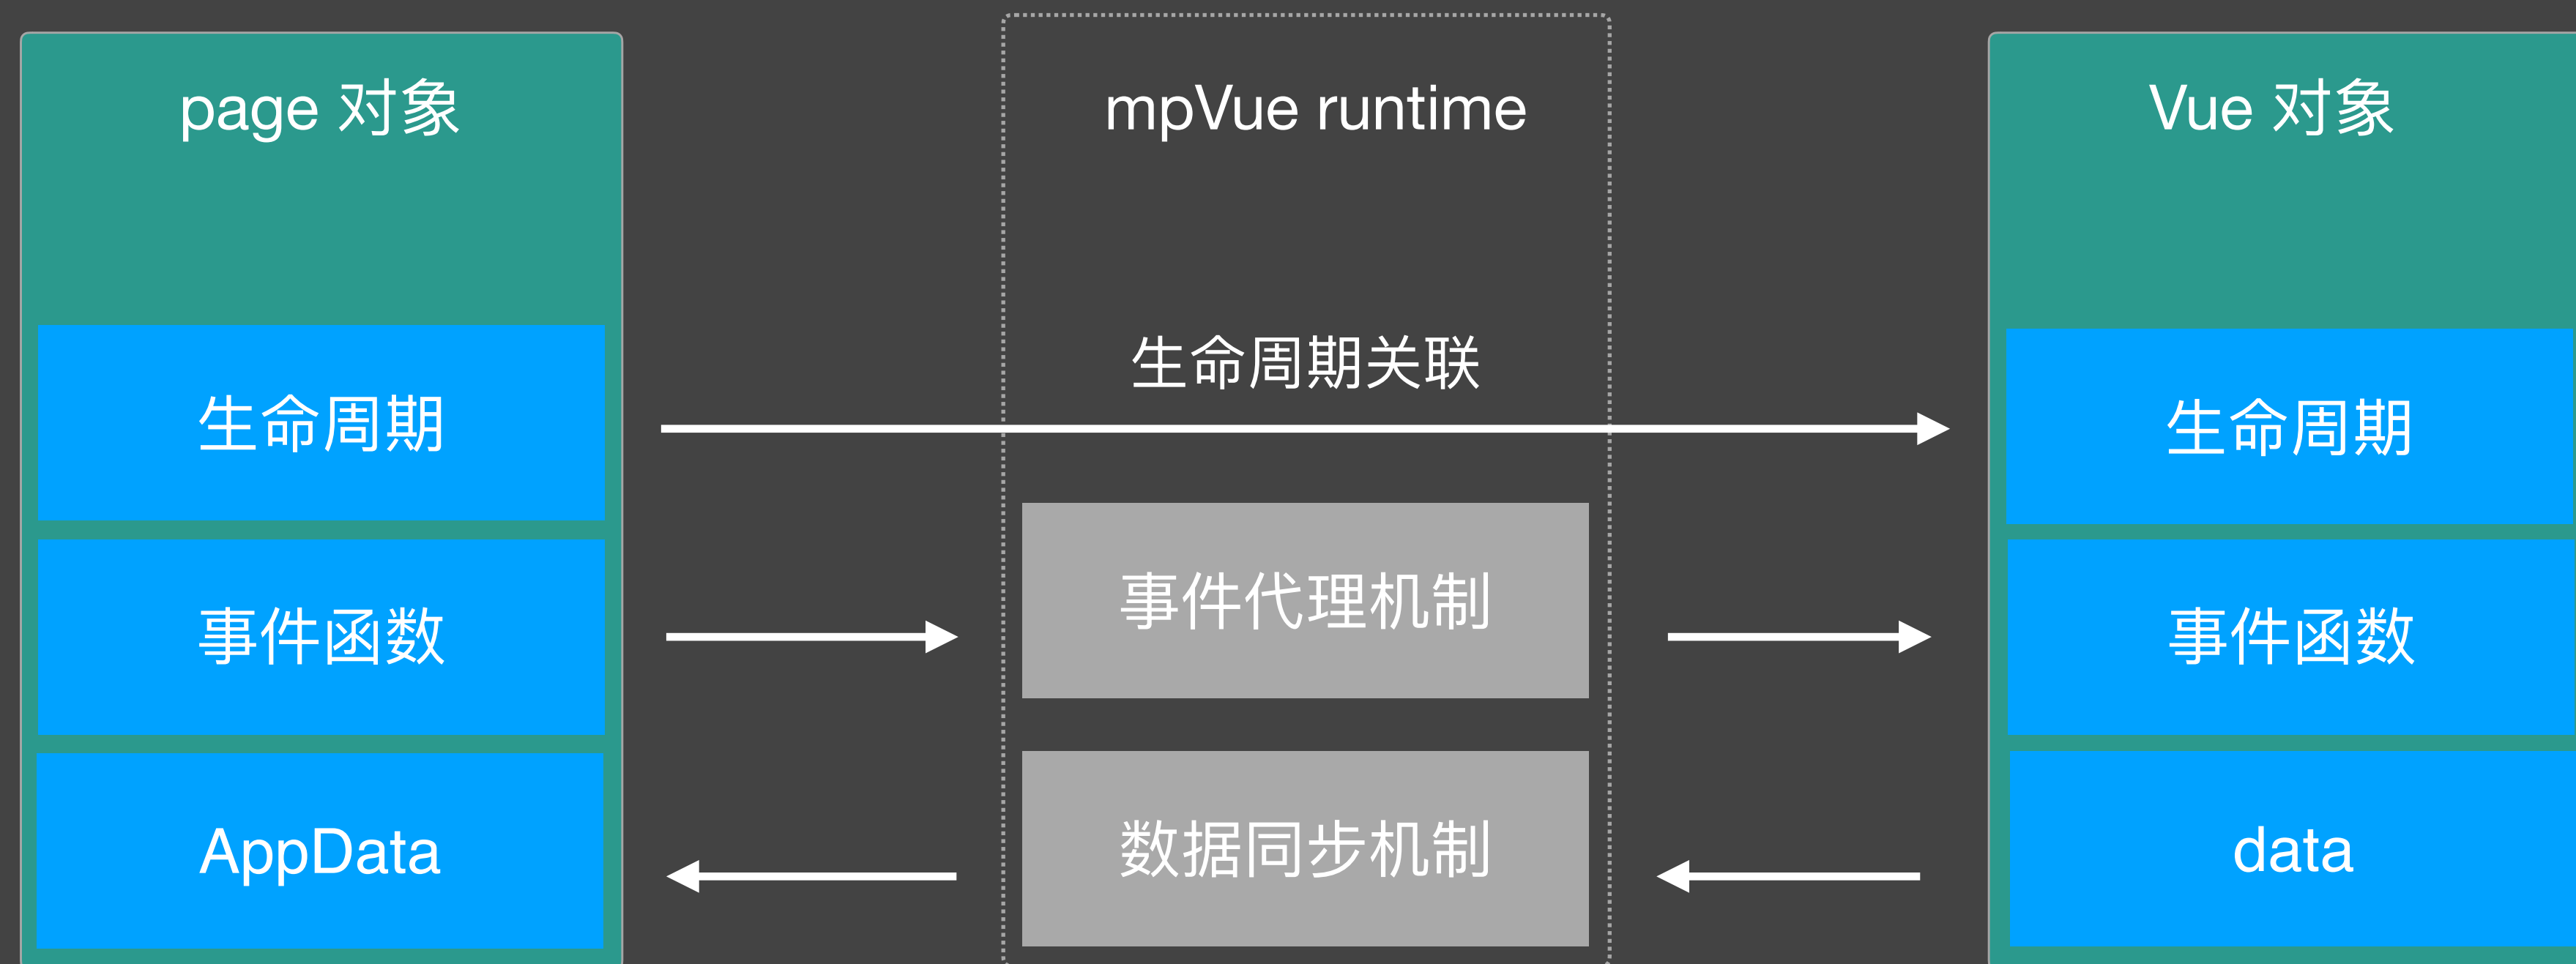 page 对象
mpVue runtime
Vue 对象
生命周期
生命周期关联
生命周期
事件函数
事件代理机制
事件函数
AppData
数据同步机制
data